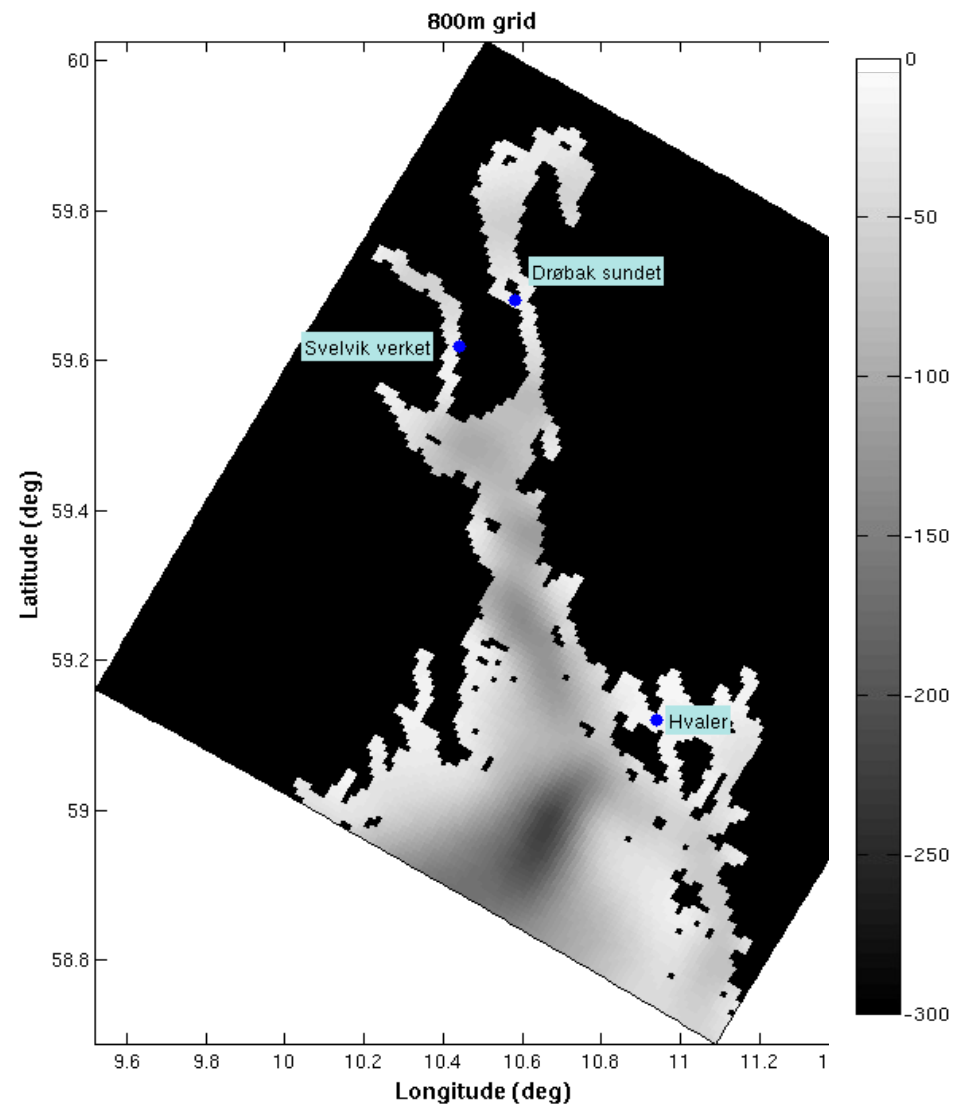 800m grid
60
59.8
59.6
59.4
59.2
59
58.8
Latitude (deg)
Drøbak sundet
Svelvik verket
Hvaler
9.6 9.8 10 10.2 10.4 10.6 10.8 11 11.2 1
Longitude (deg)
0
-50
-100
-150
-200
-250
-300